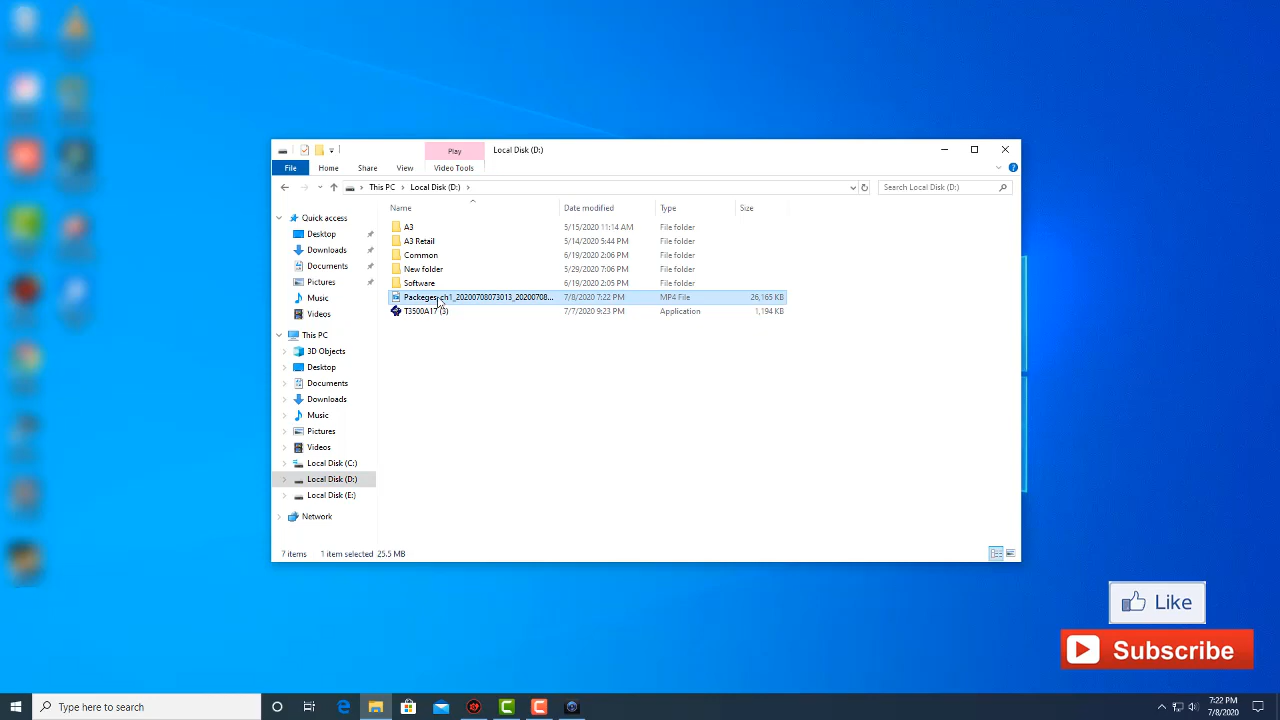 Play
Local Disk (D:)
File
Home
Share
View
Video Tools
This PC
Local Disk (D:)
Search Local Disk (D:)
Name
Date modified
Type
Size
Quick access
Desktop
Downloads
Documents
Pictures
Music
Videos
This PC
3D Objects
Desktop
Documents
Downloads
Music
Pictures
Videos
Local Disk (C:)
Local Disk (D:)
Local Disk (E:)
Network
A3 5/15/2020 11:14 AM File folder
A3 Retail 5/14/2020 5:44 PM File folder
Common 6/19/2020 2:06 PM File folder
New folder 5/29/2020 7:06 PM File folder
Software 6/19/2020 2:05 PM File folder
Packeges_ch1_20200708073013_20200708... 7/8/2020 7:22 PM MP4 File 26,165 KB
T3500A17 (3) 7/7/2020 9:23 PM Application 1,194 KB
7 items 1 item selected 25.5 MB
Like
Subscribe
Type here to search
7:22 PM
7/8/2020